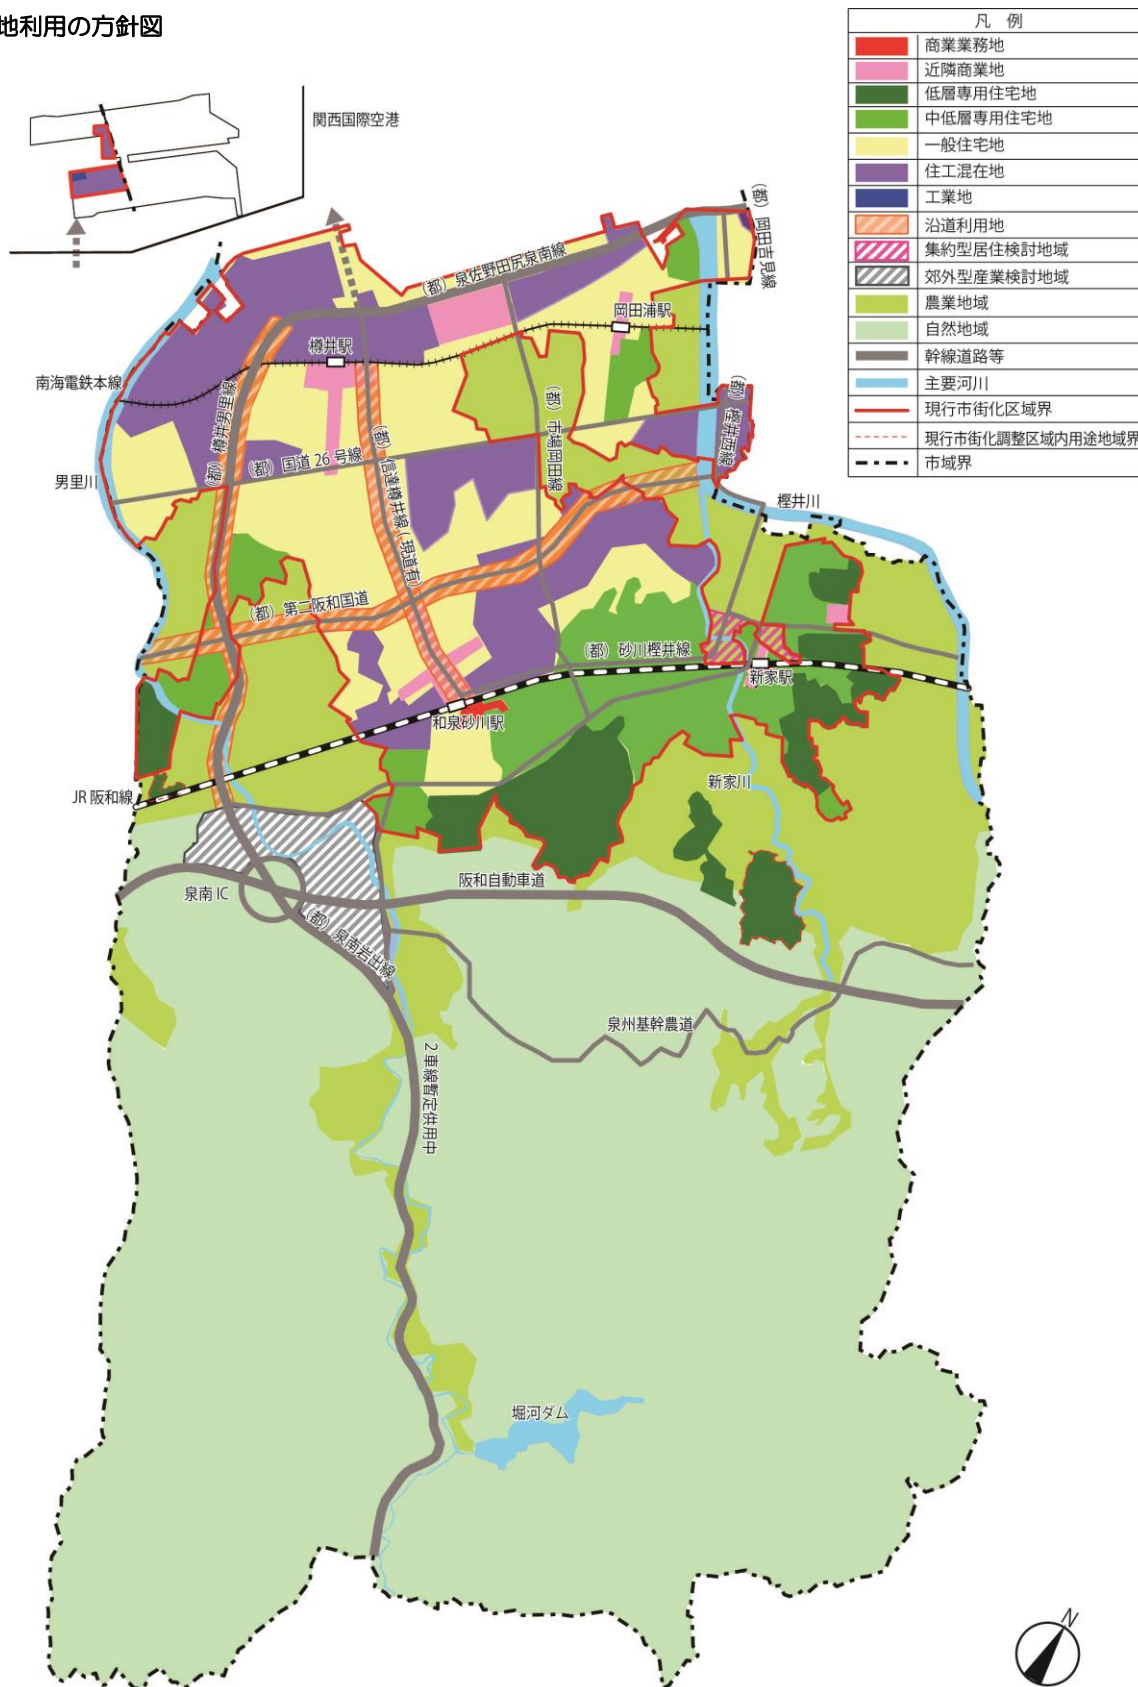 地利用の方針図
凡 例
商業業務地
近隣商業地
低層専用住宅地
中低層専用住宅地
一般住宅地
住工混在地
工業地
沿道利用地
集約型居住検討地域
郊外型産業検討地域
農業地域
自然地域
幹線道路等
主要河川
現行市街化区域界
現行市街化調整区域内用途地域界
市域界
関西国際空港
(都) 岡田吉見線
(都) 泉佐野田尻泉南線
岡田浦駅
樽井駅
南海電鉄本線
(都) 樽井男里線
(都) 市場岡田線
(都) 樫井西線
(都) 国道 26 号線
(都) 信達樽井線 (現道有)
男里川
樫井川
(都) 第二阪和国道
(都) 砂川樫井線
新家駅
和泉砂川駅
新家川
JR 阪和線
泉南 IC
阪和自動車道
(都) 泉南岩出線
泉州基幹農道
2車線暫定供用中
堀河ダム
N